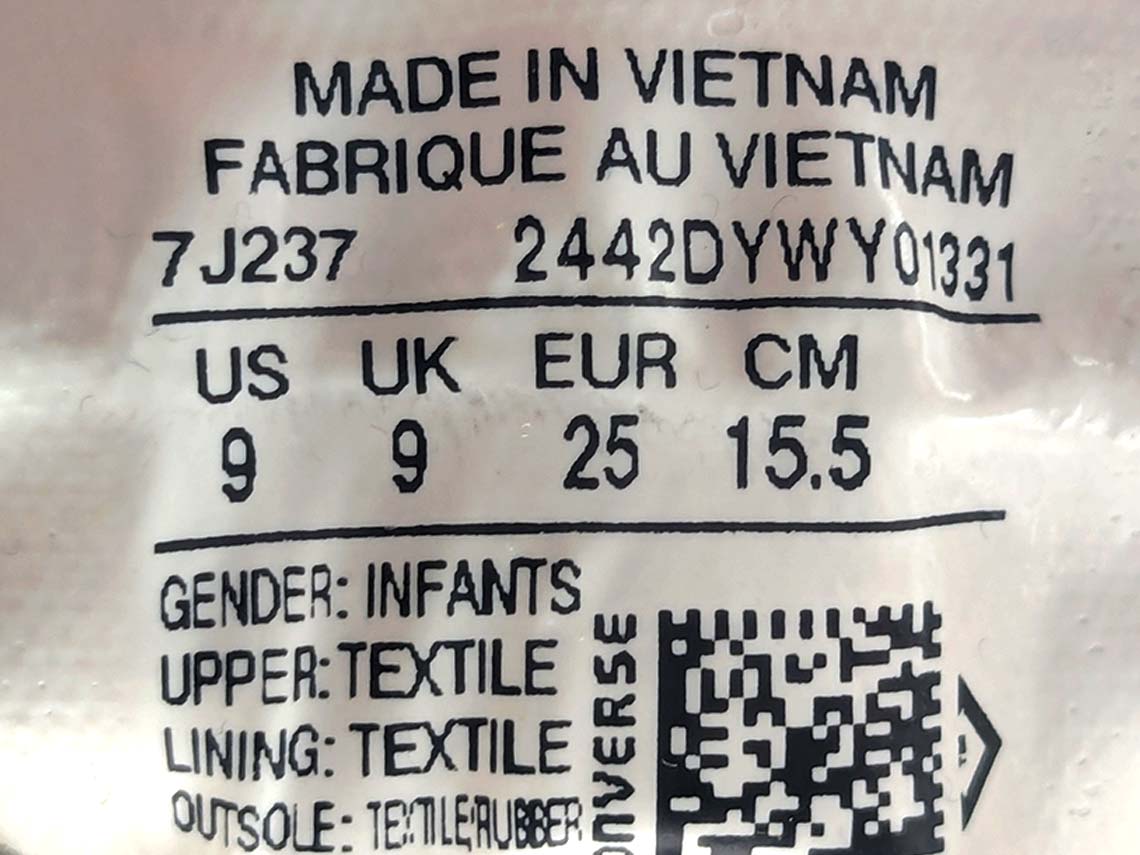 MADE IN VIETNAM
FABRIQUE AU VIETNAM
7J237 2442DYWY01331
US UK EUR CM
9 9 25 15.5
GENDER: INFANTS
UPPER: TEXTILE
LINING: TEXTILE
OUTSOLE: TEXTILE/RUBBER
CONVERSE